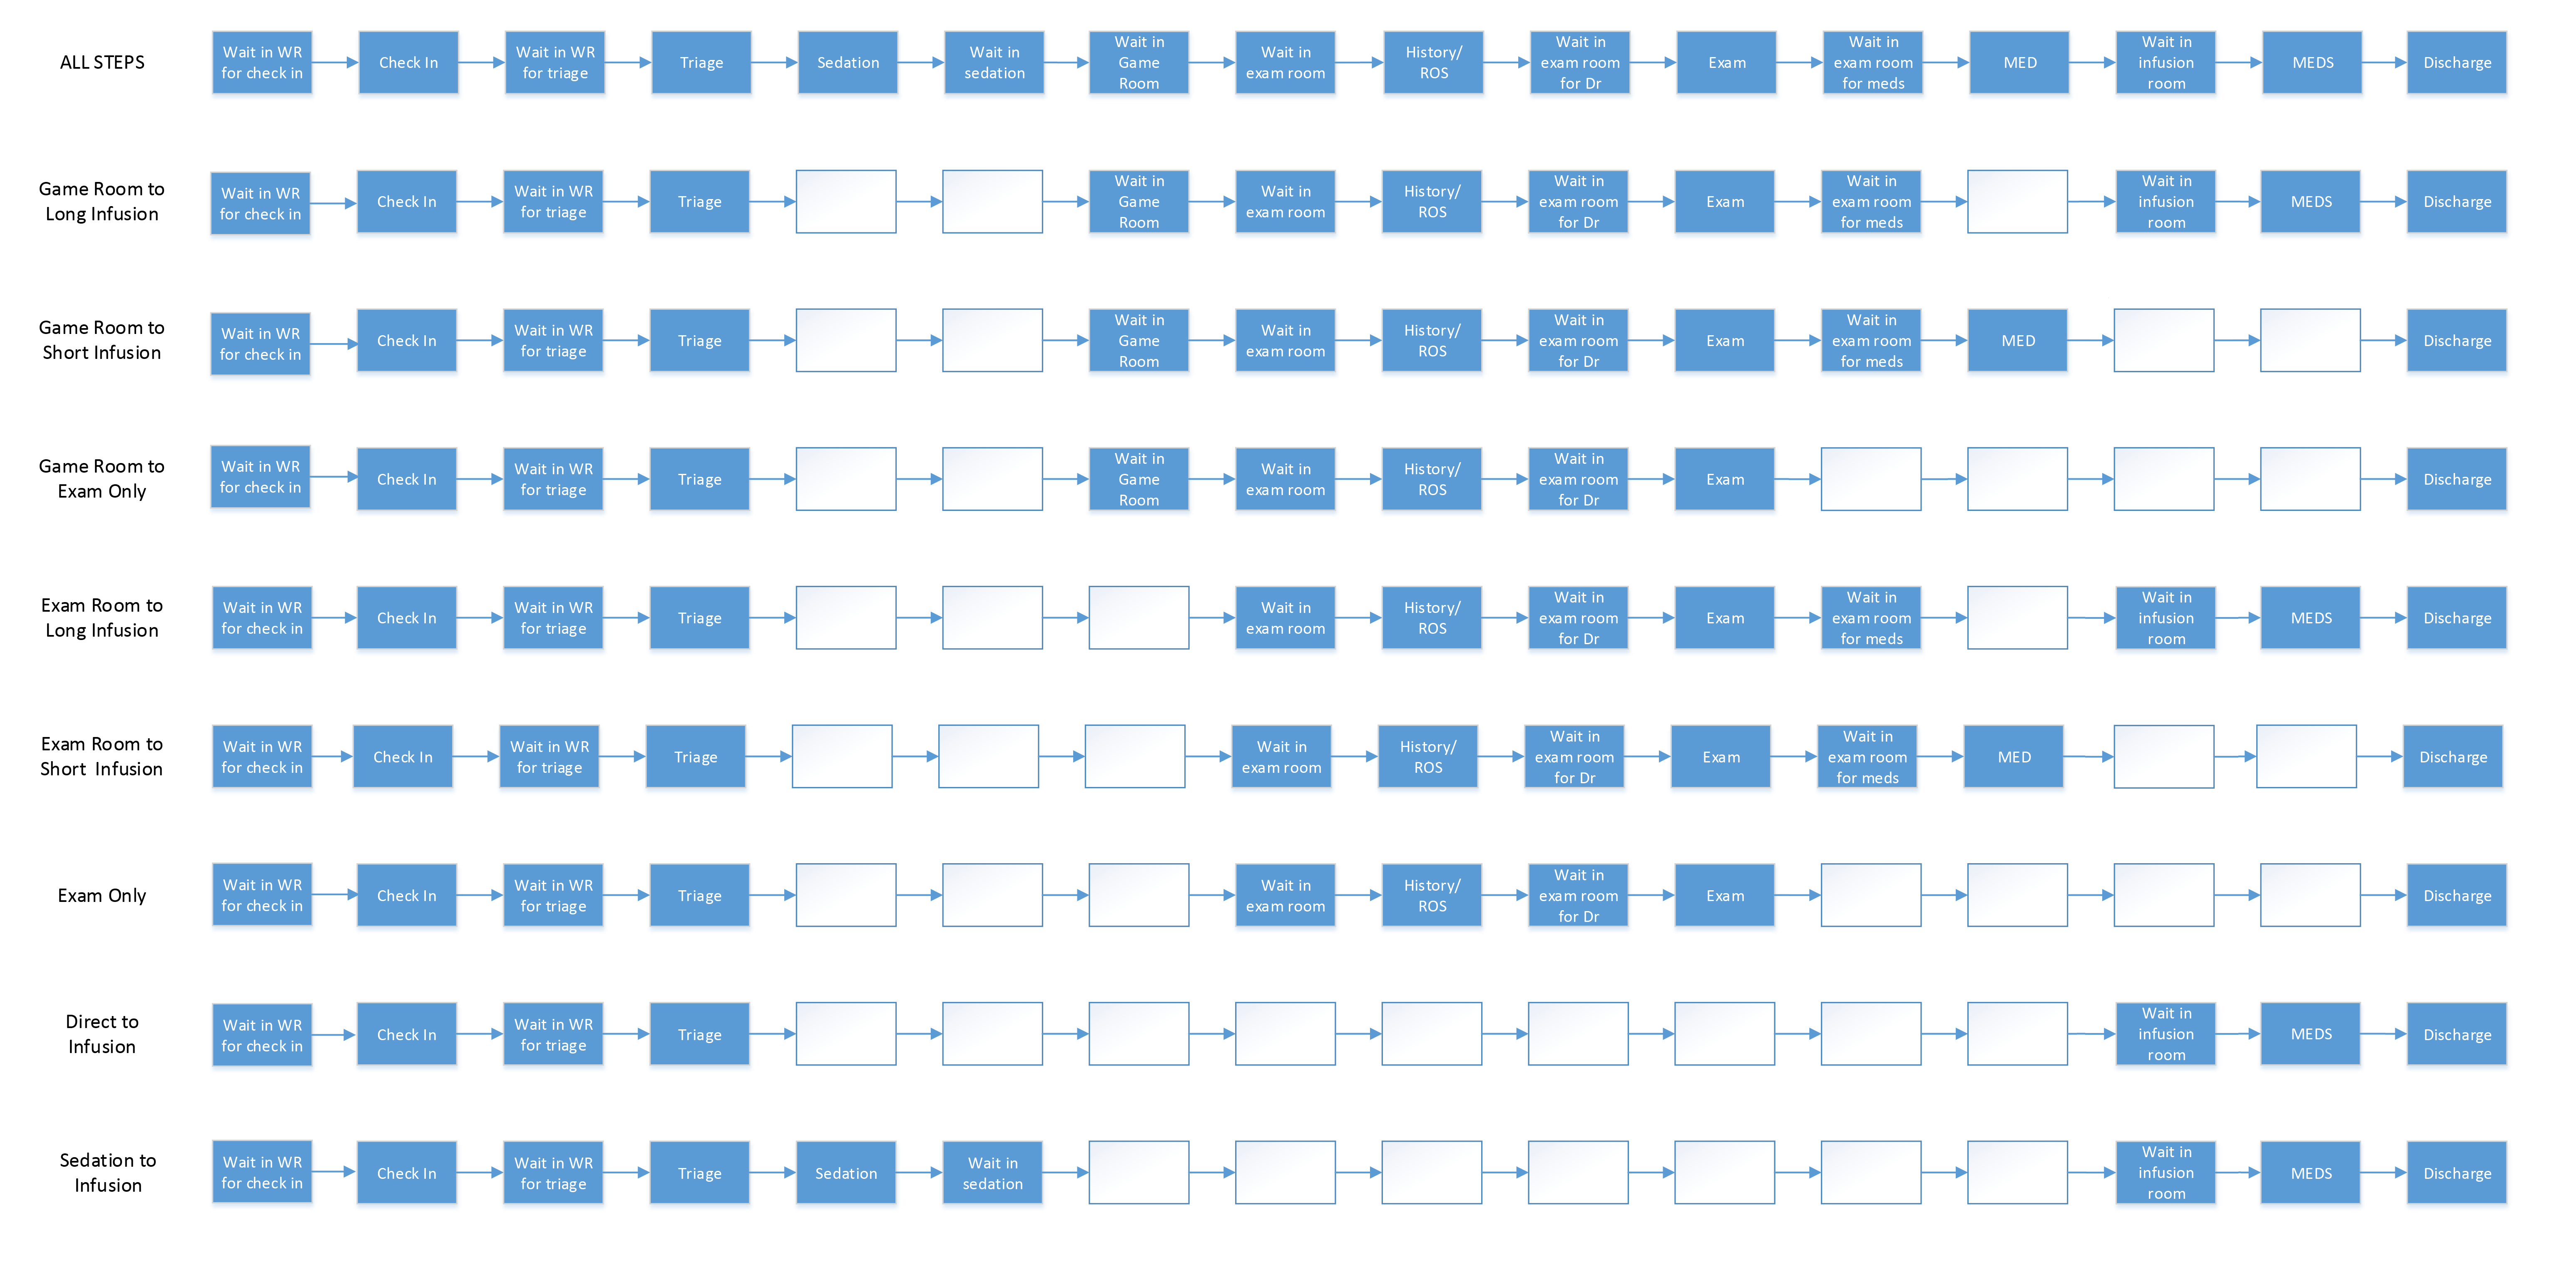 ALL STEPS
Wait in WR
for check in
Check In
Wait in WR
for triage
Triage
Sedation
Wait in
sedation
Wait in
Game
Room
Wait in
exam room
History/
ROS
Wait in
exam room
for Dr
Exam
Wait in
exam room
for meds
MED
Wait in
infusion
room
MEDS
Discharge
Game Room to
Long Infusion
Wait in WR
for check in
Check In
Wait in WR
for triage
Triage
Wait in
Game
Room
Wait in
exam room
History/
ROS
Wait in
exam room
for Dr
Exam
Wait in
exam room
for meds
Wait in
infusion
room
MEDS
Discharge
Game Room to
Short Infusion
Wait in WR
for check in
Check In
Wait in WR
for triage
Triage
Wait in
Game
Room
Wait in
exam room
History/
ROS
Wait in
exam room
for Dr
Exam
Wait in
exam room
for meds
MED
Discharge
Game Room to
Exam Only
Wait in WR
for check in
Check In
Wait in WR
for triage
Triage
Wait in
Game
Room
Wait in
exam room
History/
ROS
Wait in
exam room
for Dr
Exam
Discharge
Exam Room to
Long Infusion
Wait in WR
for check in
Check In
Wait in WR
for triage
Triage
Wait in
exam room
History/
ROS
Wait in
exam room
for Dr
Exam
Wait in
exam room
for meds
Wait in
infusion
room
MEDS
Discharge
Exam Room to
Short Infusion
Wait in WR
for check in
Check In
Wait in WR
for triage
Triage
Wait in
exam room
History/
ROS
Wait in
exam room
for Dr
Exam
Wait in
exam room
for meds
MED
Discharge
Exam Only
Wait in WR
for check in
Check In
Wait in WR
for triage
Triage
Wait in
exam room
History/
ROS
Wait in
exam room
for Dr
Exam
Discharge
Direct to
Infusion
Wait in WR
for check in
Check In
Wait in WR
for triage
Triage
Wait in
infusion
room
MEDS
Discharge
Sedation to
Infusion
Wait in WR
for check in
Check In
Wait in WR
for triage
Triage
Sedation
Wait in
sedation
Wait in
infusion
room
MEDS
Discharge